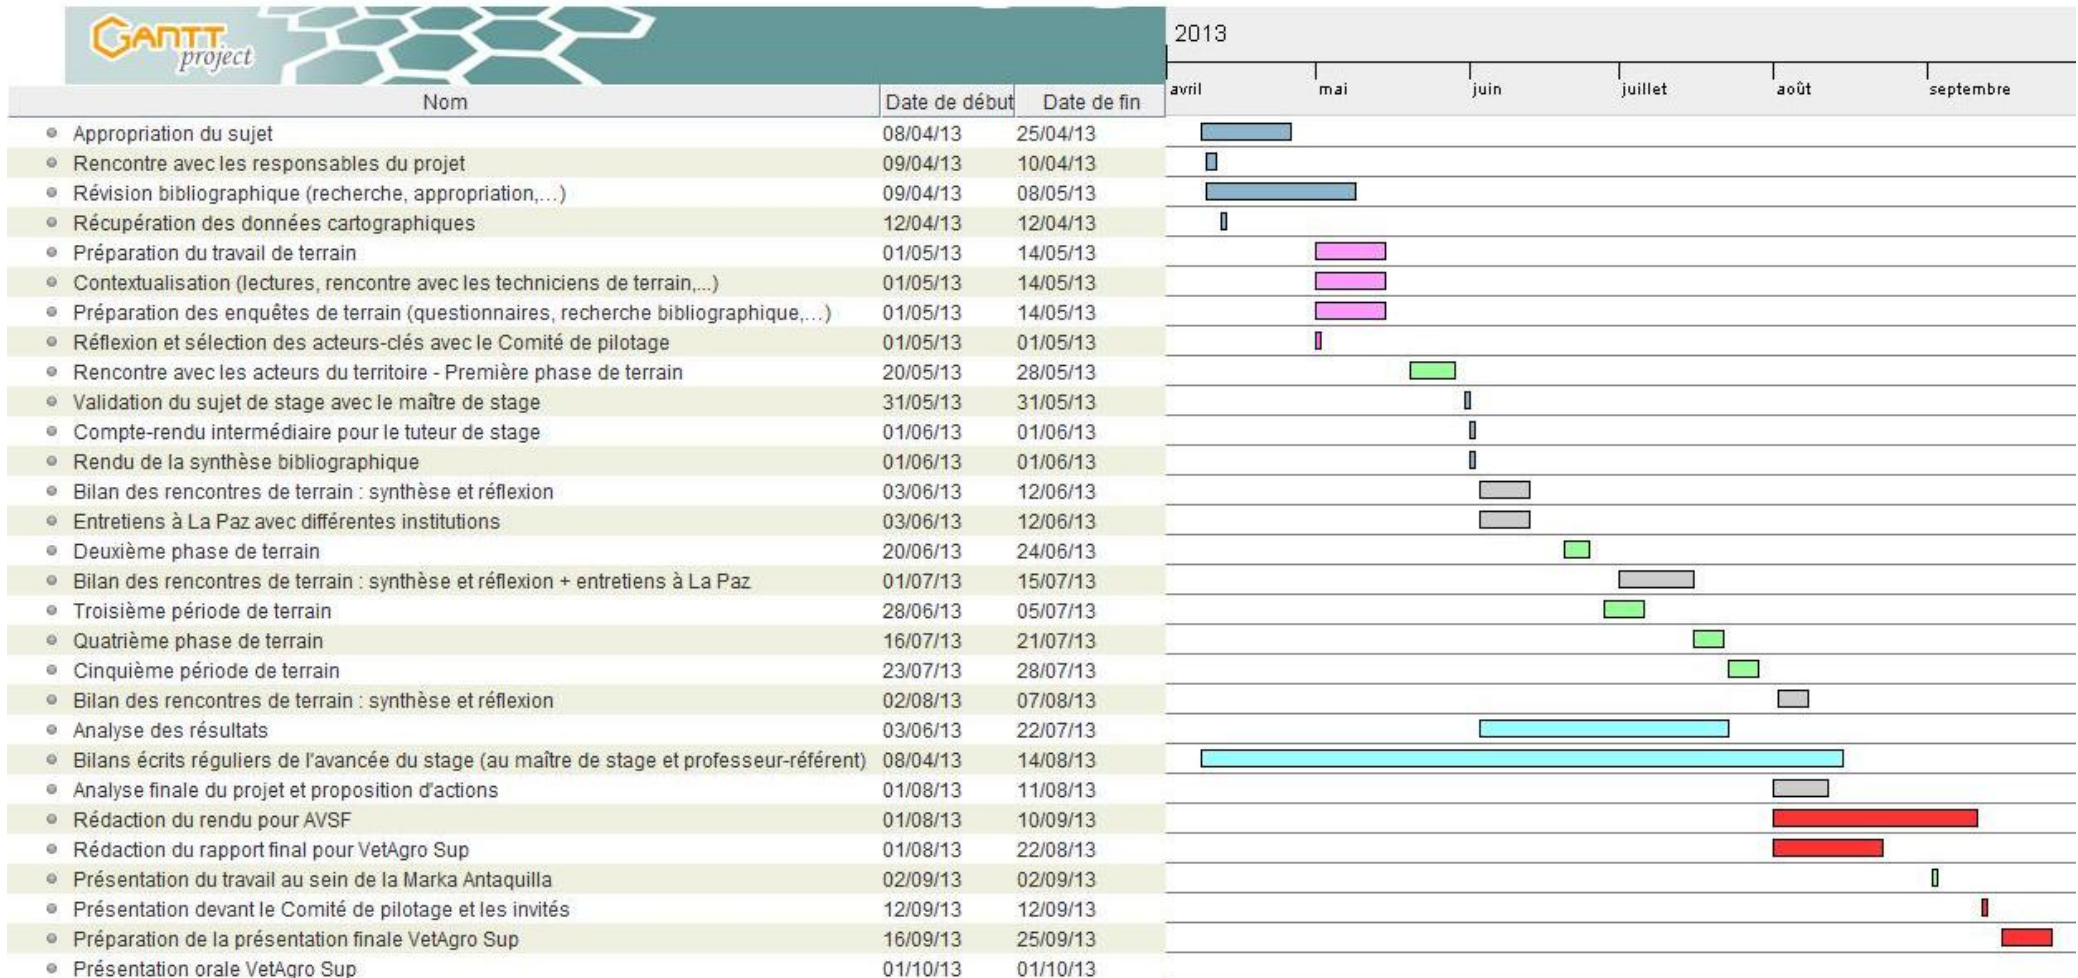 GANTT
project
2013
avril mai juin juillet août septembre
Nom Date de début Date de fin
Appropriation du sujet 08/04/13 25/04/13
Rencontre avec les responsables du projet 09/04/13 10/04/13
Révision bibliographique (recherche, appropriation,...) 09/04/13 08/05/13
Récupération des données cartographiques 12/04/13 12/04/13
Préparation du travail de terrain 01/05/13 14/05/13
Contextualisation (lectures, rencontre avec les techniciens de terrain,...) 01/05/13 14/05/13
Préparation des enquêtes de terrain (questionnaires, recherche bibliographique,...) 01/05/13 14/05/13
Réflexion et sélection des acteurs-clés avec le Comité de pilotage 01/05/13 01/05/13
Rencontre avec les acteurs du territoire - Première phase de terrain 20/05/13 28/05/13
Validation du sujet de stage avec le maître de stage 31/05/13 31/05/13
Compte-rendu intermédiaire pour le tuteur de stage 01/06/13 01/06/13
Rendu de la synthèse bibliographique 01/06/13 01/06/13
Bilan des rencontres de terrain : synthèse et réflexion 03/06/13 12/06/13
Entretiens à La Paz avec différentes institutions 03/06/13 12/06/13
Deuxième phase de terrain 20/06/13 24/06/13
Bilan des rencontres de terrain : synthèse et réflexion + entretiens à La Paz 01/07/13 15/07/13
Troisième période de terrain 28/06/13 05/07/13
Quatrième phase de terrain 16/07/13 21/07/13
Cinquième période de terrain 23/07/13 28/07/13
Bilan des rencontres de terrain : synthèse et réflexion 02/08/13 07/08/13
Analyse des résultats 03/06/13 22/07/13
Bilans écrits réguliers de l'avancée du stage (au maître de stage et professeur-référent) 08/04/13 14/08/13
Analyse finale du projet et proposition d'actions 01/08/13 11/08/13
Rédaction du rendu pour AVSF 01/08/13 10/09/13
Rédaction du rapport final pour VetAgro Sup 01/08/13 22/08/13
Présentation du travail au sein de la Marka Antaquilla 02/09/13 02/09/13
Présentation devant le Comité de pilotage et les invités 12/09/13 12/09/13
Préparation de la présentation finale VetAgro Sup 16/09/13 25/09/13
Présentation orale VetAgro Sup 01/10/13 01/10/13